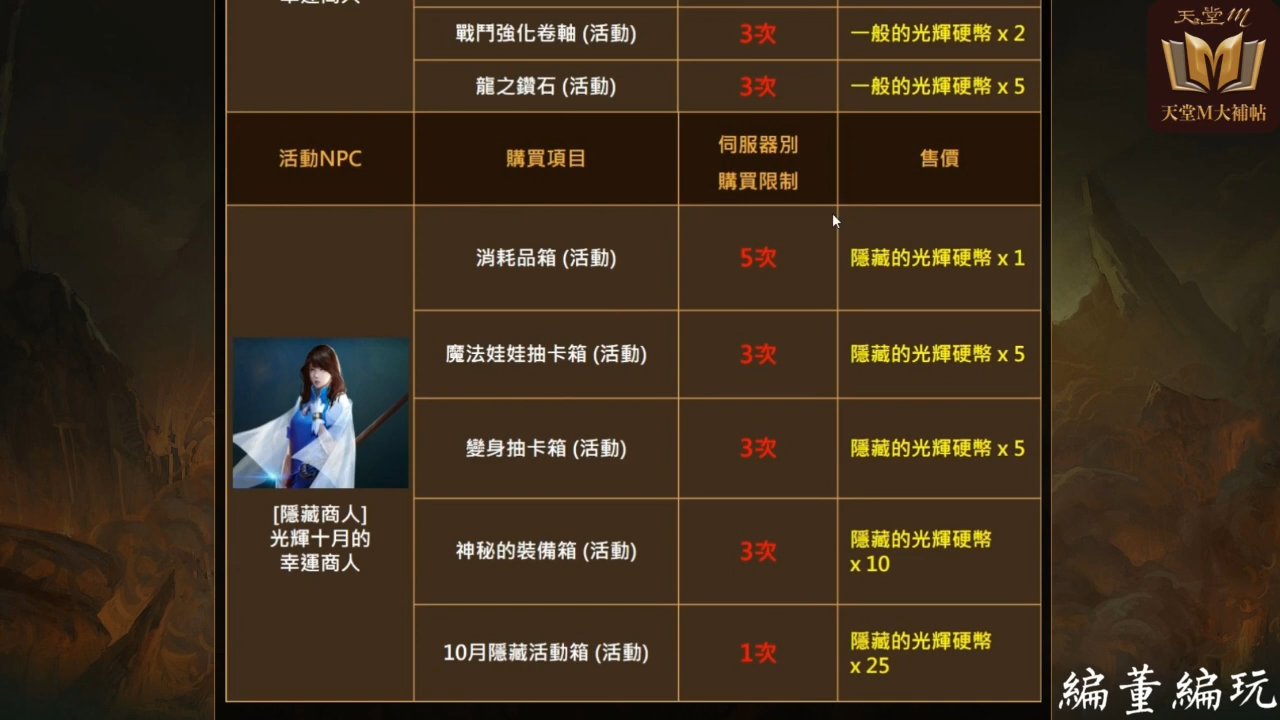 戰鬥強化卷軸 (活動)
3次
一般的光輝硬幣 x 2
龍之鑽石 (活動)
3次
一般的光輝硬幣 x 5
活動NPC
購買項目
伺服器別
購買限制
售價
消耗品箱 (活動)
5次
隱藏的光輝硬幣 x 1
魔法娃娃抽卡箱 (活動)
3次
隱藏的光輝硬幣 x 5
變身抽卡箱 (活動)
3次
隱藏的光輝硬幣 x 5
[隱藏商人]
光輝十月的
幸運商人
神秘的裝備箱 (活動)
3次
隱藏的光輝硬幣
x 10
10月隱藏活動箱 (活動)
1次
隱藏的光輝硬幣
x 25
天堂M
M
天堂M大補帖
編董編玩